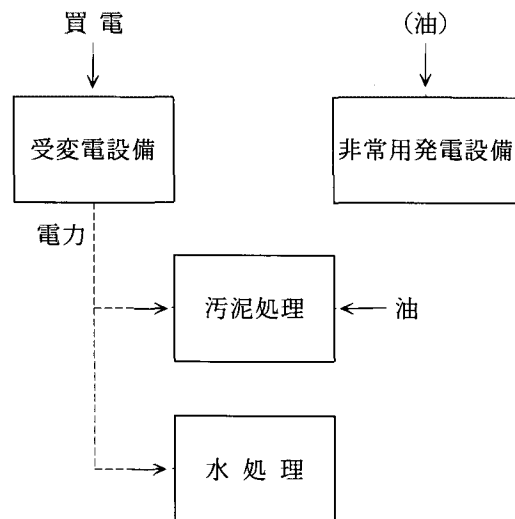 買電
(油)
受変電設備
非常用発電設備
電力
汚泥処理
油
水処理